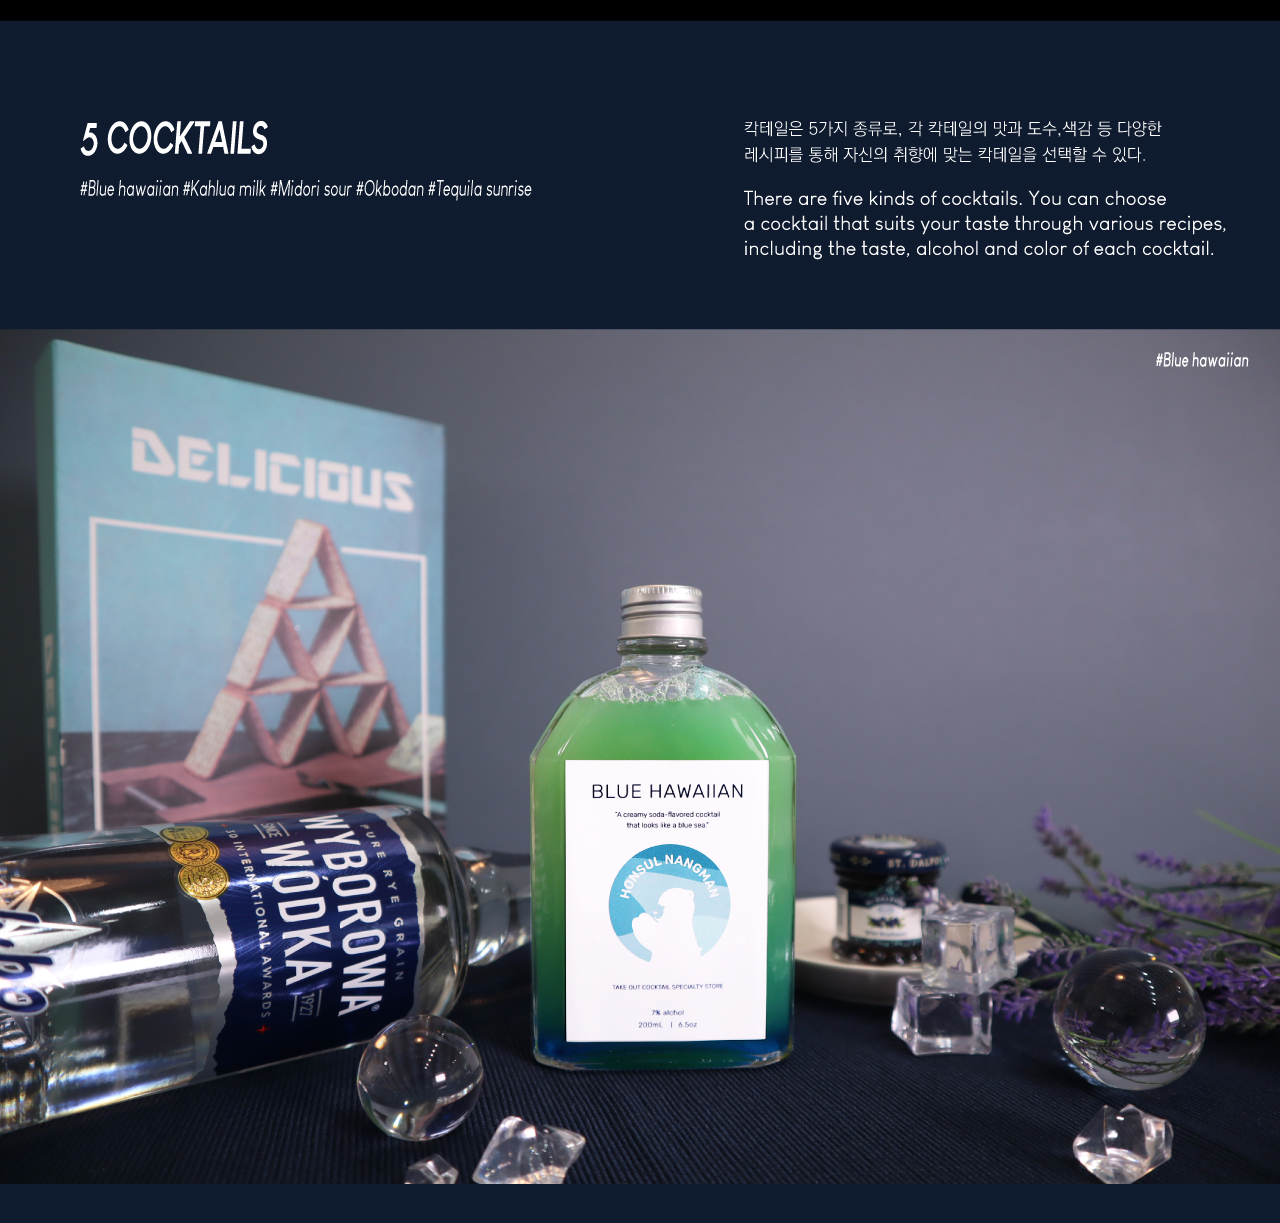 5 COCKTAILS
#Blue hawaiian #Kahlua milk #Midori sour #Okbodan #Tequila sunrise
칵테일은 5가지 종류로, 각 칵테일의 맛과 도수,색감 등 다양한
레시피를 통해 자신의 취향에 맞는 칵테일을 선택할 수 있다.
There are five kinds of cocktails. You can choose
a cocktail that suits your taste through various recipes,
including the taste, alcohol and color of each cocktail.
#Blue hawaiian
DELICIOUS
BLUE HAWAIIAN
"A creamy soda-flavored cocktail
that looks like a blue sea."
HONSUL NANGMAN
TAKE OUT COCKTAIL SPECIALTY STORE
7% alchol
200mL | 6.5oz
PURE RYE GRAIN
WYBOROWA®
WÓDKA
SINCE 1927
30 INTERNATIONAL AWARDS
ST. DALFOUR